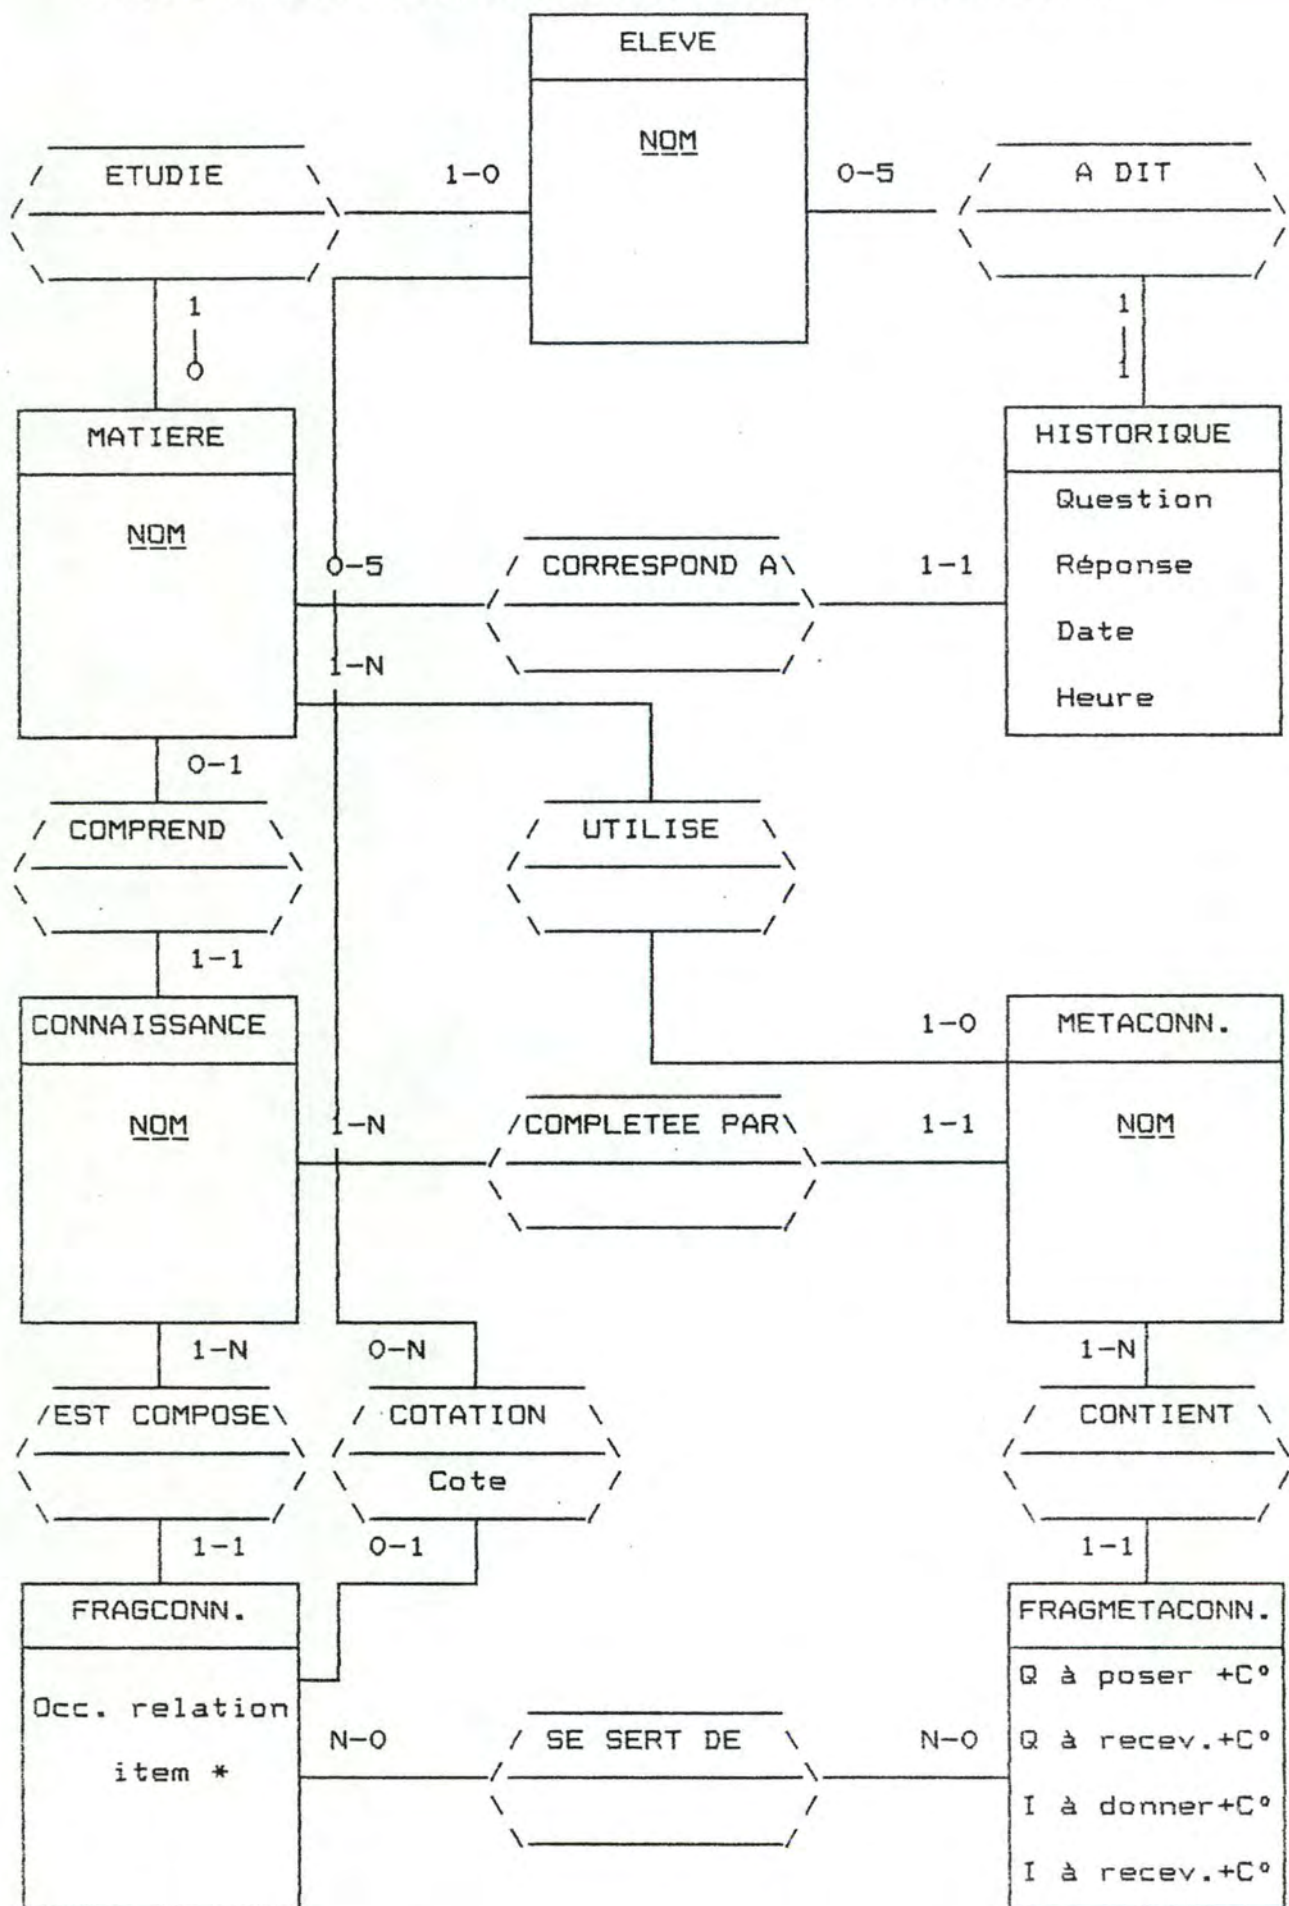 ELEVE
NOM
ETUDIE
1-0
0-5
A DIT
1
|
0
1
|
1
MATIERE
NOM
HISTORIQUE
Question
Réponse
Date
Heure
0-5
CORRESPOND A
1-1
1-N
0-1
COMPREND
UTILISE
1-1
CONNAISSANCE
NOM
1-0
METACONN.
NOM
1-N
COMPLETEE PAR
1-1
1-N
0-N
1-N
EST COMPOSE
COTATION
Cote
CONTIENT
1-1
0-1
1-1
FRAGCONN.
Occ. relation
item *
FRAGMETACONN.
Q à poser +C°
Q à recev.+C°
I à donner+C°
I à recev.+C°
N-0
SE SERT DE
N-0